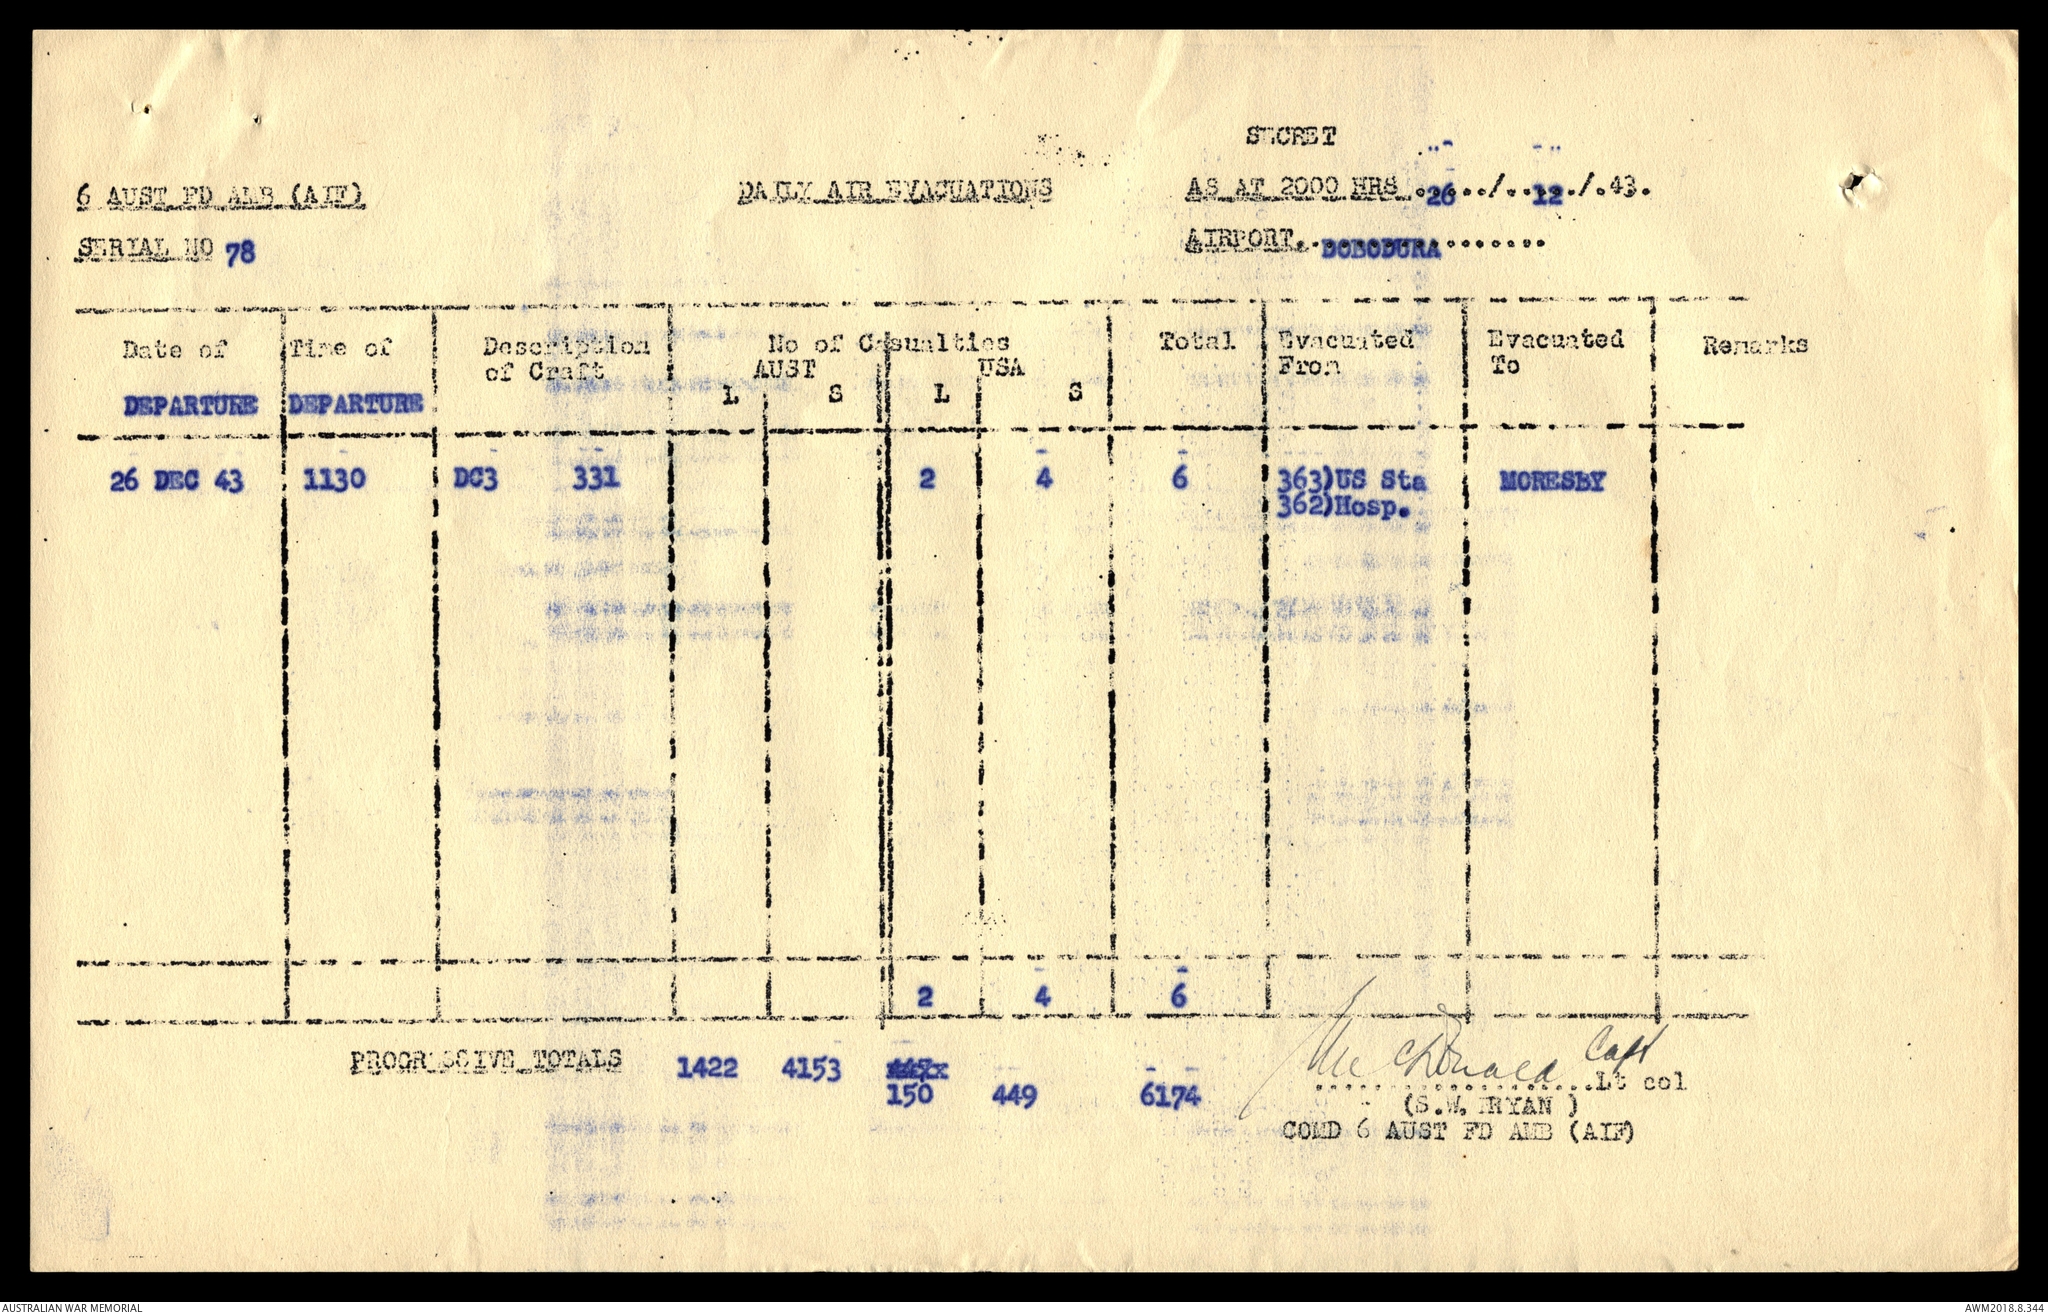 SECRET
6 AUST FD AMB (AIF) DAILY AIR EVACUATIONS AS AT 2000 HRS 26/12/43.
SERIAL NO 78 AIRPORT DOBODURA
Date of Time of Description No of Casualties Total Evacuated Evacuated Remarks
of Craft AUST USA From To
DEPARTURE DEPARTURE L S L S
26 DEC 43 1130 DC3 331 2 4 6 363)US Sta MORESBY
362)Hosp.
2 4 6
PROGRESSIVE TOTALS 1422 4153 150 449 6174
McDonald Capt
Lt col
(S.W. IRYAN )
COMD 6 AUST FD AMB (AIF)
AUSTRALIAN WAR MEMORIAL AWM2018.8.344